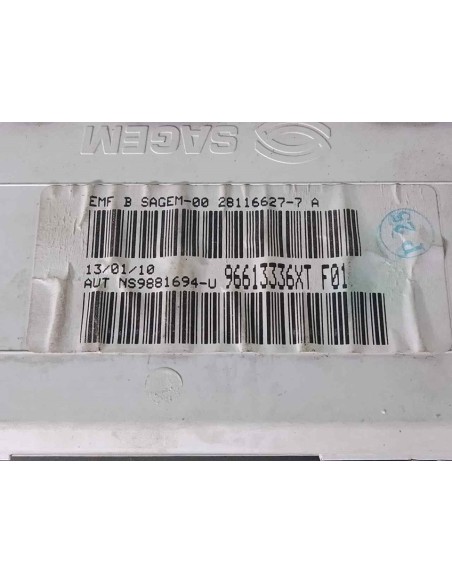 SAGEM
EMF B SAGEM-00 28116627-7 A
13/01/10
AUT NS9881694-U 96613336XT F01
P 25